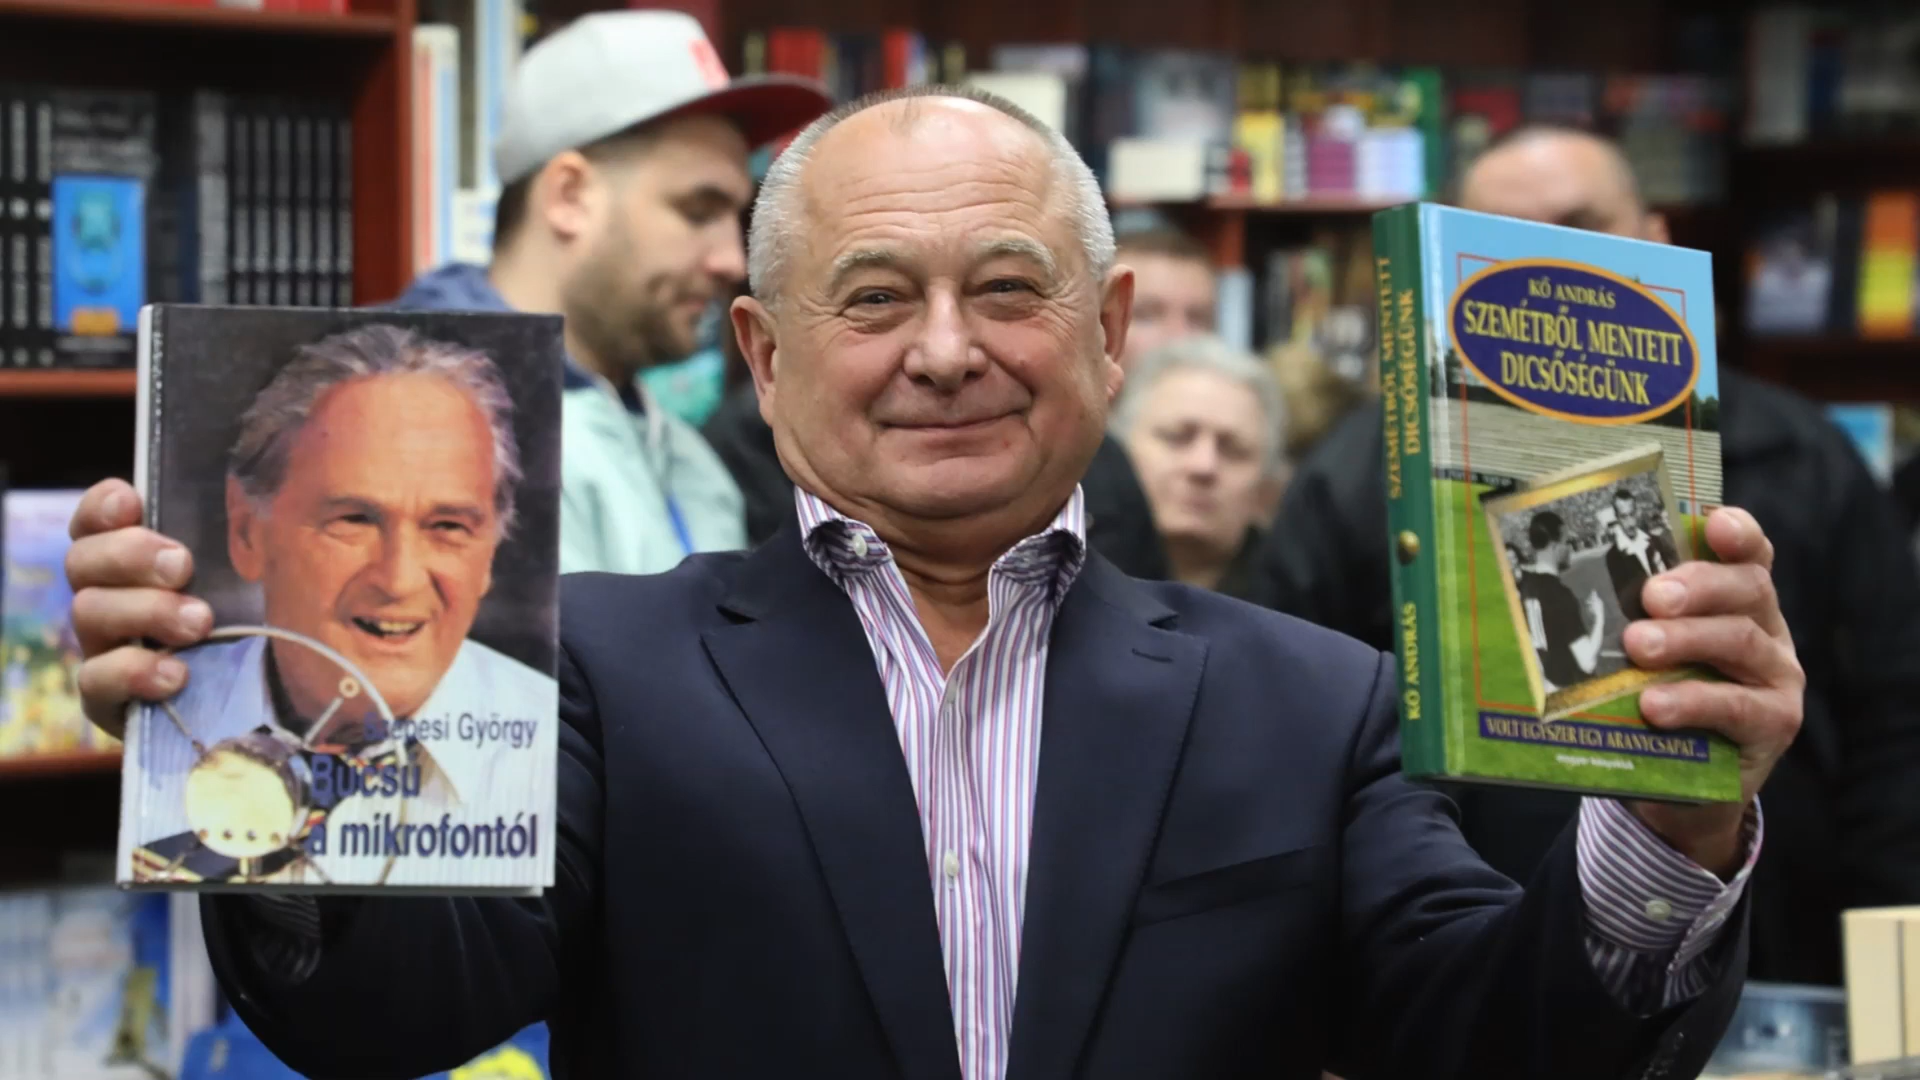 Szepesi György
Búcsú
a mikrofontól
SZEMÉTBŐL MENTETT
DICSŐSÉGÜNK
KŐ ANDRÁS
KŐ ANDRÁS
SZEMÉTBŐL MENTETT
DICSŐSÉGÜNK
VOLT EGYSZER EGY ARANYCSAPAT...